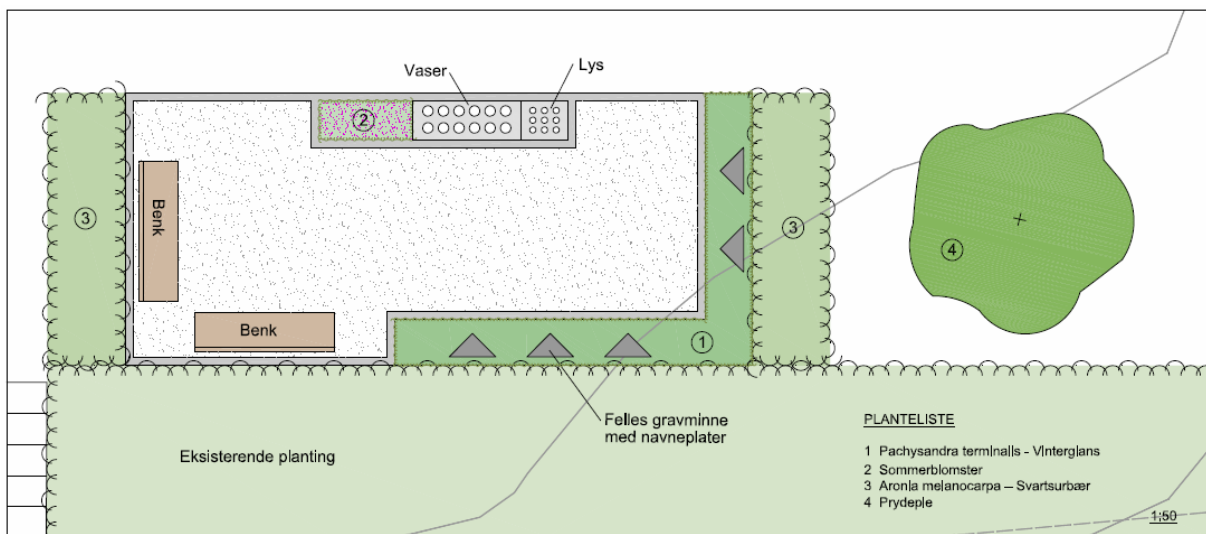 Vaser
Lys
2
3
Benk
3
4
Benk
1
Felles gravminne
med navneplater
Eksisterende planting
PLANTELISTE
1 Pachysandra terminalls - Vinterglans
2 Sommerblomster
3 Aronia melanocarpa – Svartsurbær
4 Prydeple
1:50